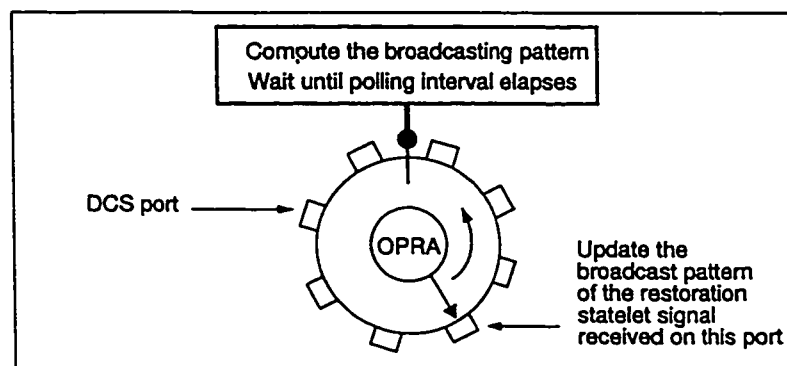 Compute the broadcasting pattern
Wait until polling interval elapses
DCS port
OPRA
Update the
broadcast pattern
of the restoration
statelet signal
received on this port